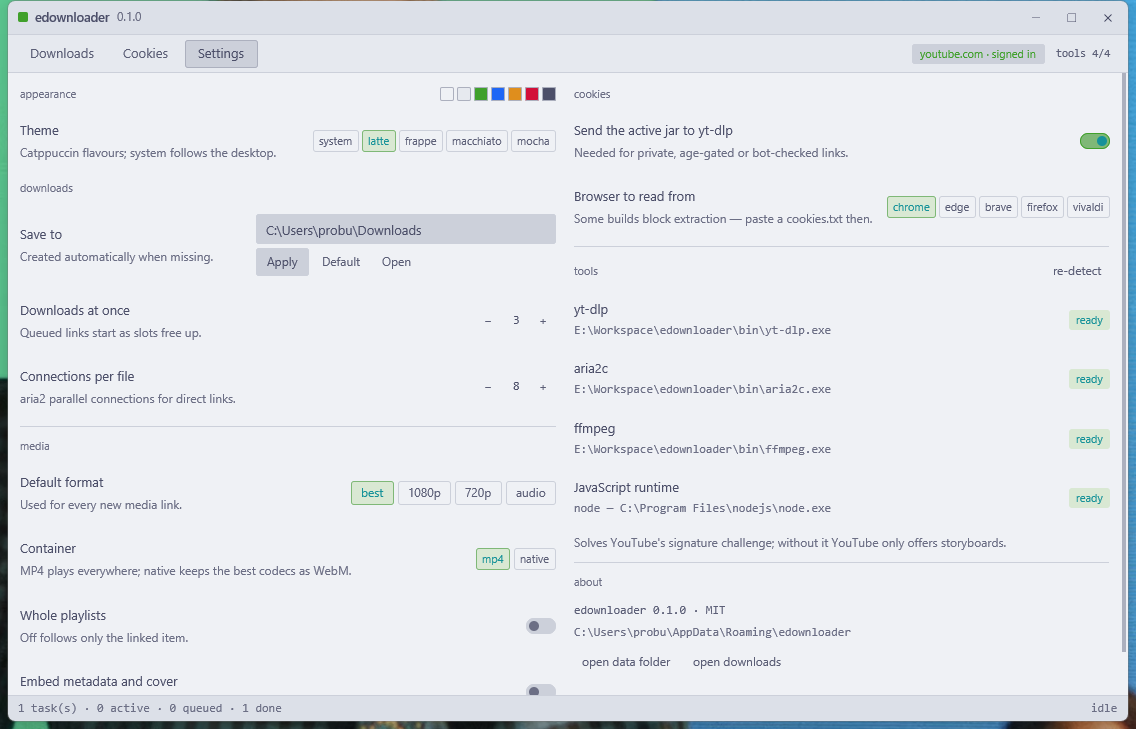 edownloader 0.1.0
Downloads Cookies Settings youtube.com · signed in tools 4/4
appearance
Theme
Catppuccin flavours; system follows the desktop.
system latte frappe macchiato mocha
downloads
Save to
Created automatically when missing.
C:\Users\probu\Downloads
Apply Default Open
Downloads at once
Queued links start as slots free up.
− 3 +
Connections per file
aria2 parallel connections for direct links.
− 8 +
media
Default format
Used for every new media link.
best 1080p 720p audio
Container
MP4 plays everywhere; native keeps the best codecs as WebM.
mp4 native
Whole playlists
Off follows only the linked item.
Embed metadata and cover
cookies
Send the active jar to yt-dlp
Needed for private, age-gated or bot-checked links.
Browser to read from
Some builds block extraction — paste a cookies.txt then.
chrome edge brave firefox vivaldi
tools re-detect
yt-dlp
E:\Workspace\edownloader\bin\yt-dlp.exe
ready
aria2c
E:\Workspace\edownloader\bin\aria2c.exe
ready
ffmpeg
E:\Workspace\edownloader\bin\ffmpeg.exe
ready
JavaScript runtime
node — C:\Program Files\nodejs\node.exe
ready
Solves YouTube's signature challenge; without it YouTube only offers storyboards.
about
edownloader 0.1.0 · MIT
C:\Users\probu\AppData\Roaming\edownloader
open data folder open downloads
1 task(s) · 0 active · 0 queued · 1 done idle